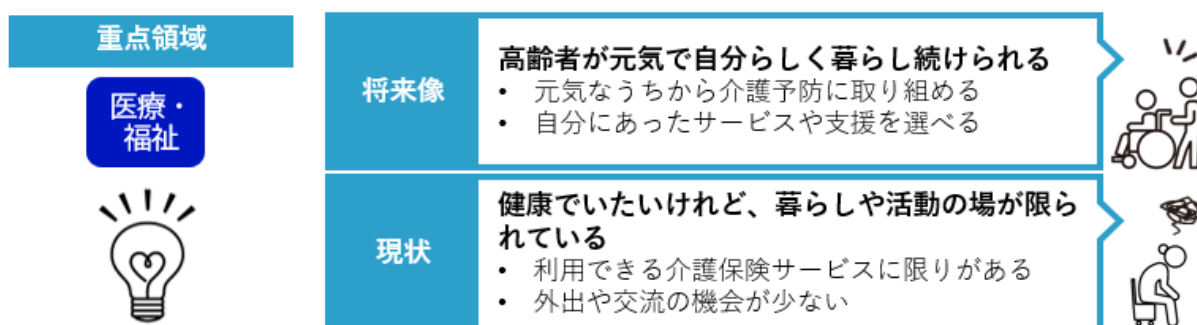 重点領域
医療・
福祉
将来像
高齢者が元気で自分らしく暮らし続けられる
• 元気なうちから介護予防に取り組める
• 自分にあったサービスや支援を選べる
現状
健康でいたいけれど、暮らしや活動の場が限ら
れている
• 利用できる介護保険サービスに限りがある
• 外出や交流の機会が少ない